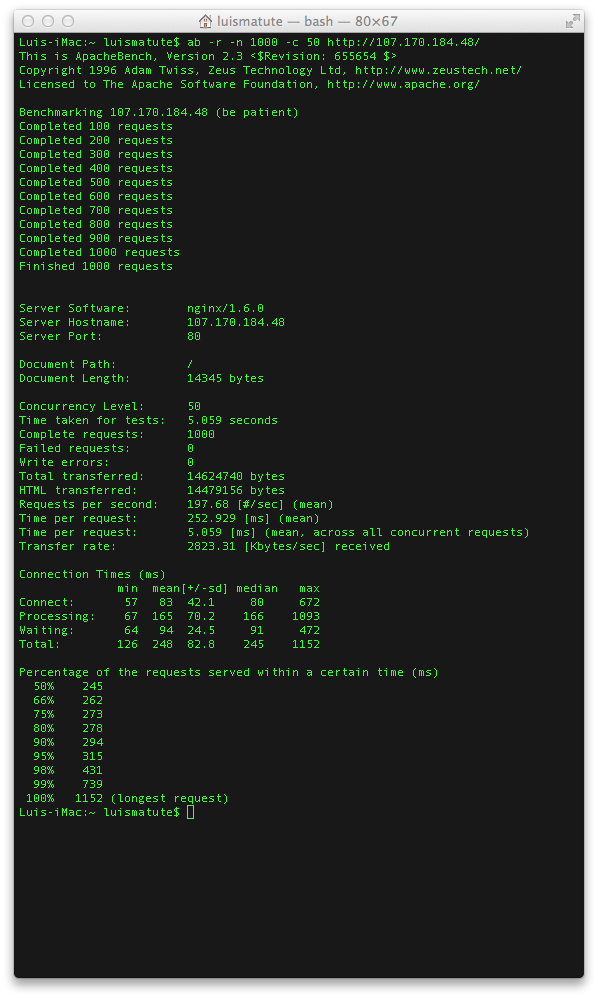 luismatute — bash — 80×67
Luis-iMac:~ luismatute$ ab -r -n 1000 -c 50 http://107.170.184.48/
This is ApacheBench, Version 2.3 <$Revision: 655654 $>
Copyright 1996 Adam Twiss, Zeus Technology Ltd, http://www.zeustech.net/
Licensed to The Apache Software Foundation, http://www.apache.org/

Benchmarking 107.170.184.48 (be patient)
Completed 100 requests
Completed 200 requests
Completed 300 requests
Completed 400 requests
Completed 500 requests
Completed 600 requests
Completed 700 requests
Completed 800 requests
Completed 900 requests
Completed 1000 requests
Finished 1000 requests


Server Software:        nginx/1.6.0
Server Hostname:        107.170.184.48
Server Port:            80

Document Path:          /
Document Length:        14345 bytes

Concurrency Level:      50
Time taken for tests:   5.059 seconds
Complete requests:      1000
Failed requests:        0
Write errors:           0
Total transferred:      14624740 bytes
HTML transferred:       14479156 bytes
Requests per second:    197.68 [#/sec] (mean)
Time per request:       252.929 [ms] (mean)
Time per request:       5.059 [ms] (mean, across all concurrent requests)
Transfer rate:          2823.31 [Kbytes/sec] received

Connection Times (ms)
              min  mean[+/-sd] median   max
Connect:       57   83  42.1     80     672
Processing:    67  165  70.2    166    1093
Waiting:       64   94  24.5     91     472
Total:        126  248  82.8    245    1152

Percentage of the requests served within a certain time (ms)
  50%    245
  66%    262
  75%    273
  80%    278
  90%    294
  95%    315
  98%    431
  99%    739
 100%   1152 (longest request)
Luis-iMac:~ luismatute$